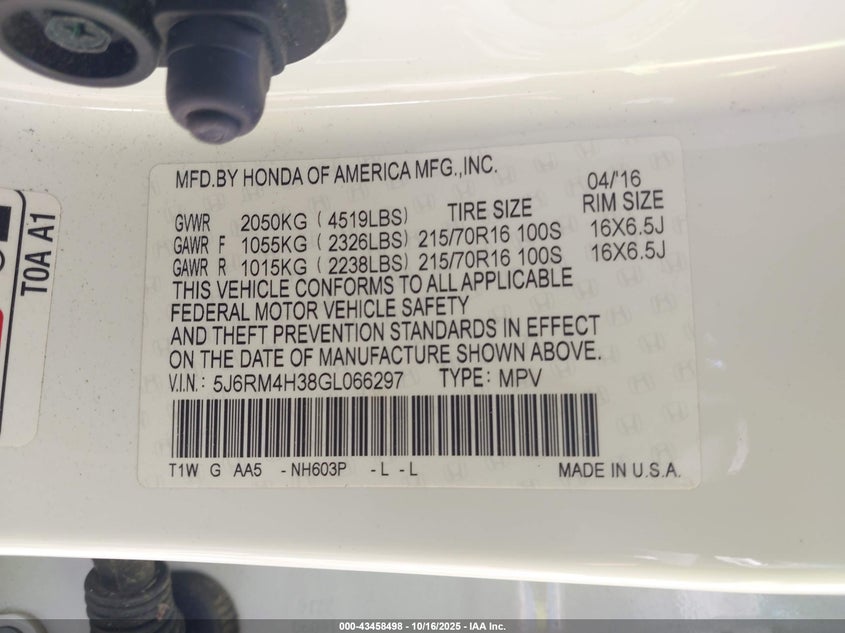 MFD.BY HONDA OF AMERICA MFG.,INC. 04/'16
GVWR 2050KG (4519LBS) TIRE SIZE RIM SIZE
GAWR F 1055KG (2326LBS) 215/70R16 100S 16X6.5J
GAWR R 1015KG (2238LBS) 215/70R16 100S 16X6.5J
THIS VEHICLE CONFORMS TO ALL APPLICABLE
FEDERAL MOTOR VEHICLE SAFETY
AND THEFT PREVENTION STANDARDS IN EFFECT
ON THE DATE OF MANUFACTURE SHOWN ABOVE.
V.I.N.: 5J6RM4H38GL066297 TYPE: MPV
T1W G AA5 -NH603P -L -L MADE IN U.S.A.
T0A A1
000-43458498 - 10/16/2025 - IAA Inc.